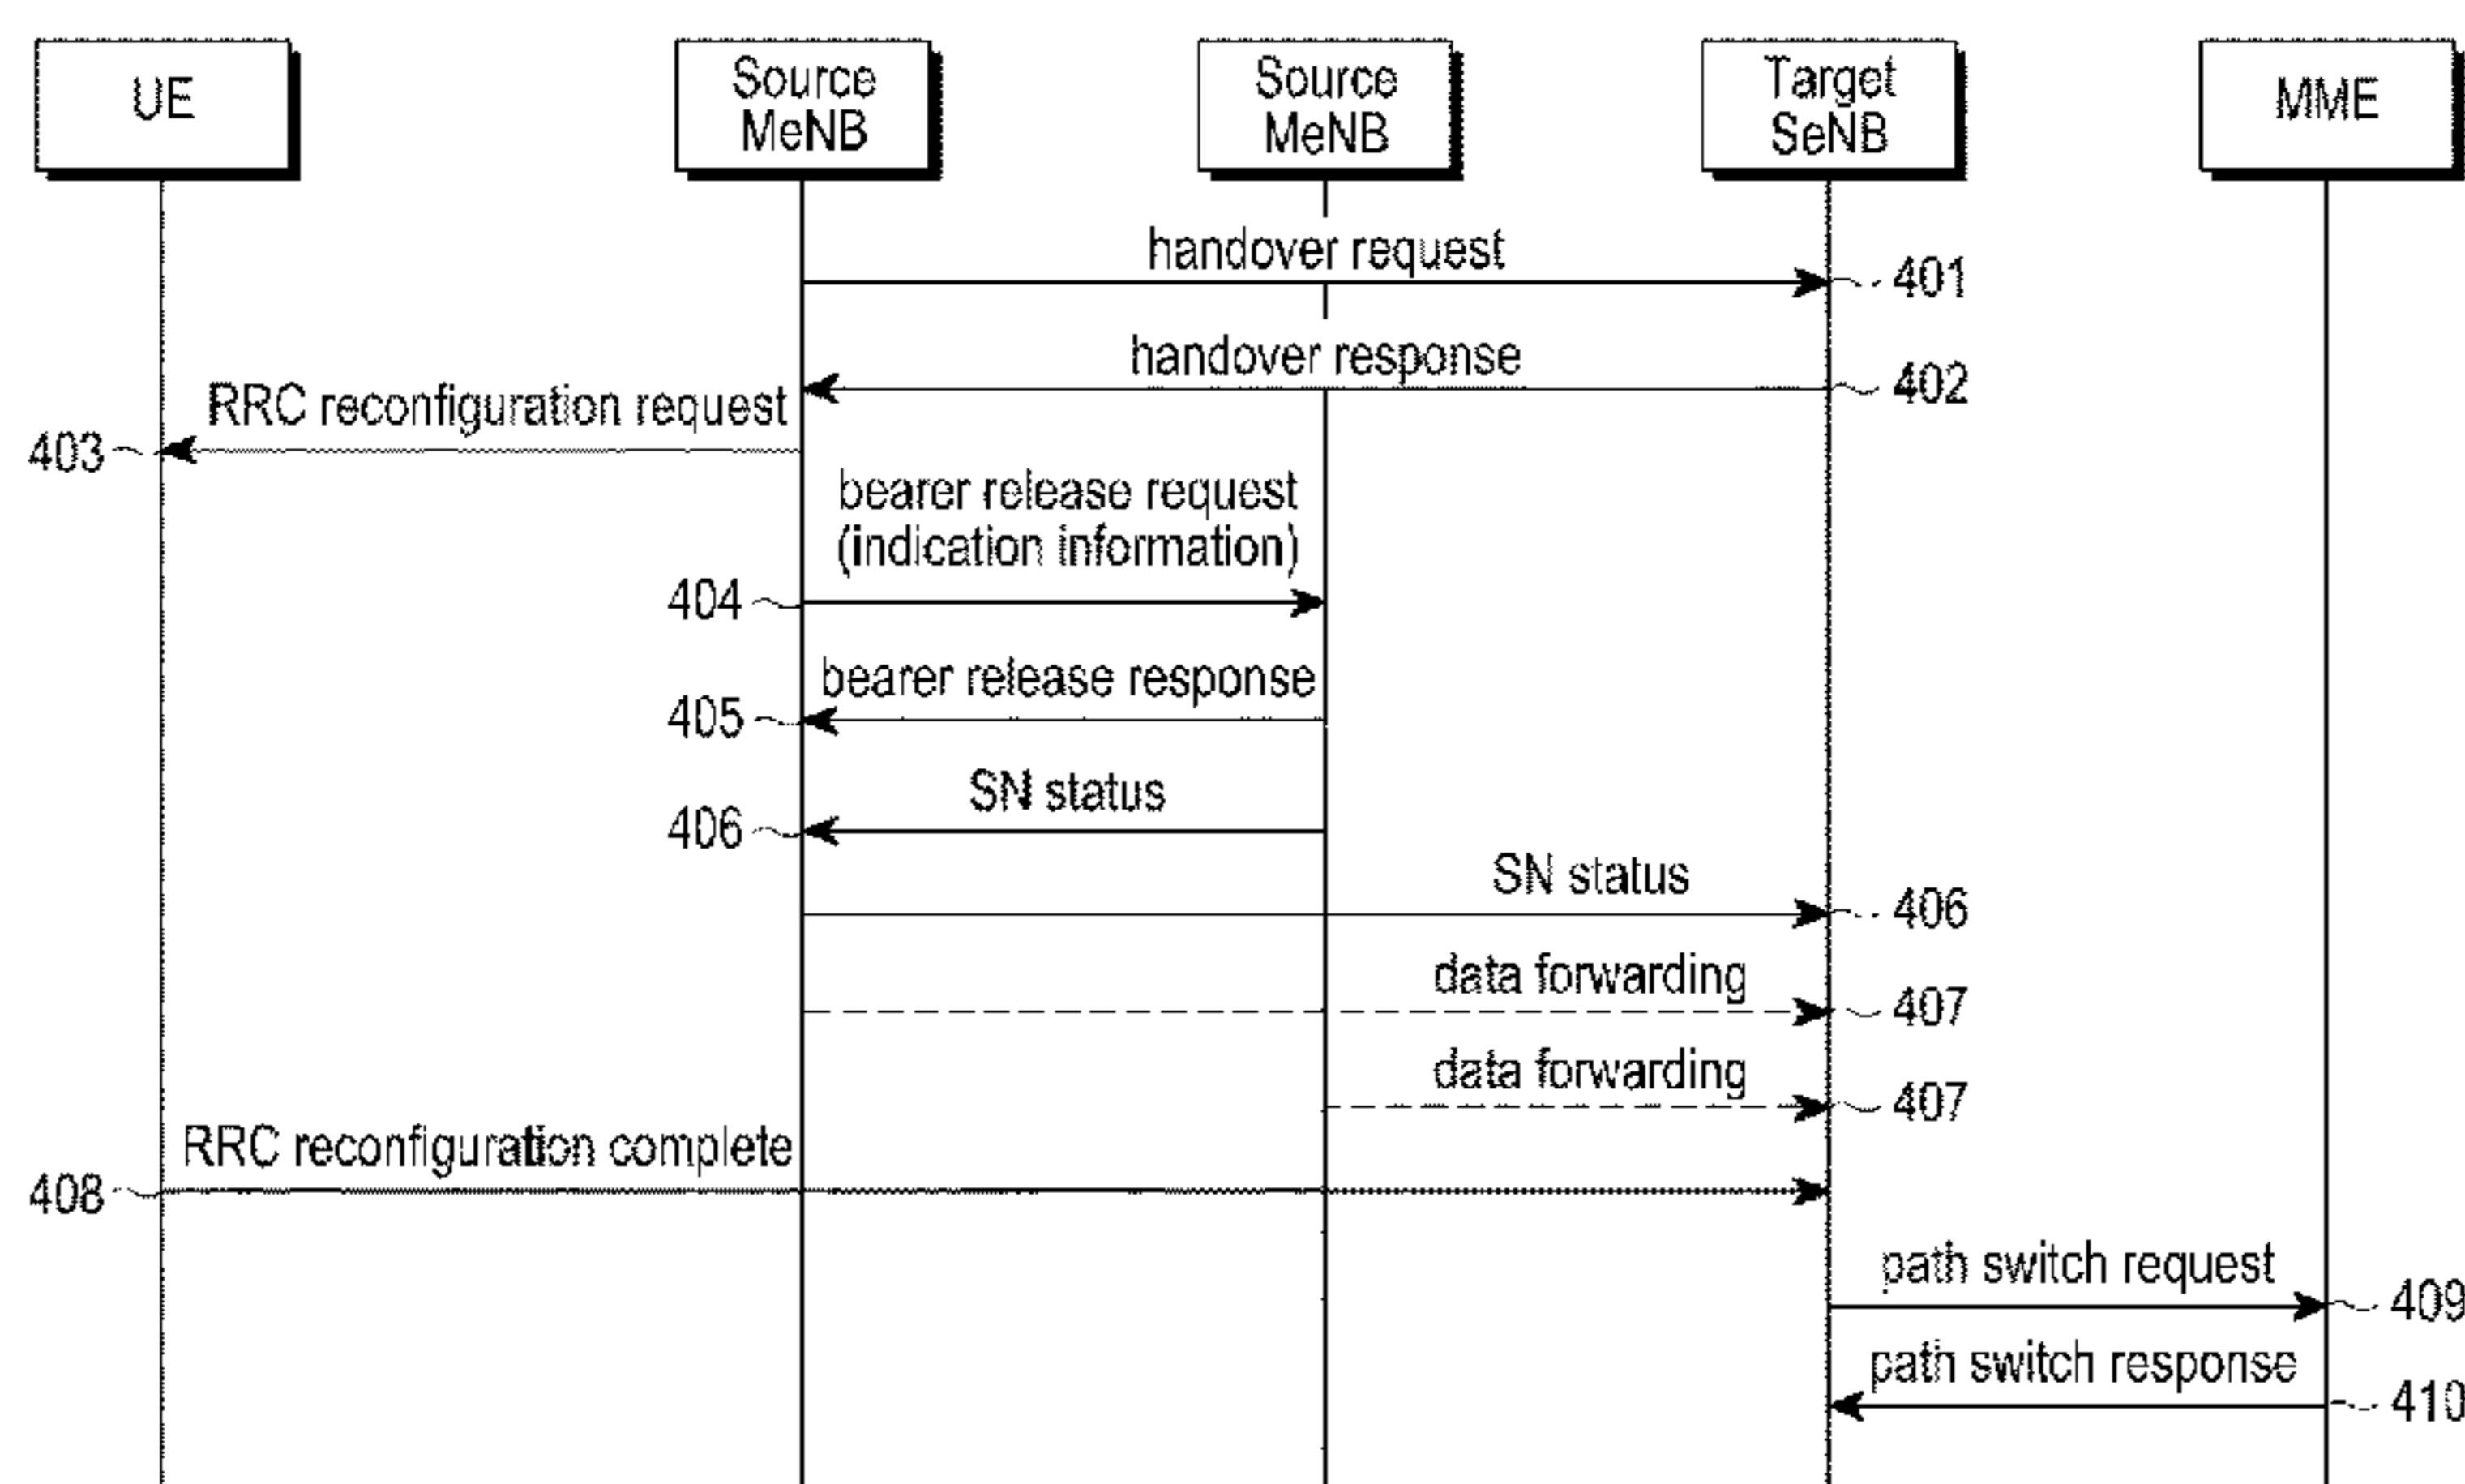 UE
Source
MeNB
Source
MeNB
Target
SeNB
MME
handover request
401
handover response
402
RRC reconfiguration request
403
bearer release request
(indication information)
404
bearer release response
405
SN status
406
SN status
406
data forwarding
407
data forwarding
407
RRC reconfiguration complete
408
path switch request
409
path switch response
410